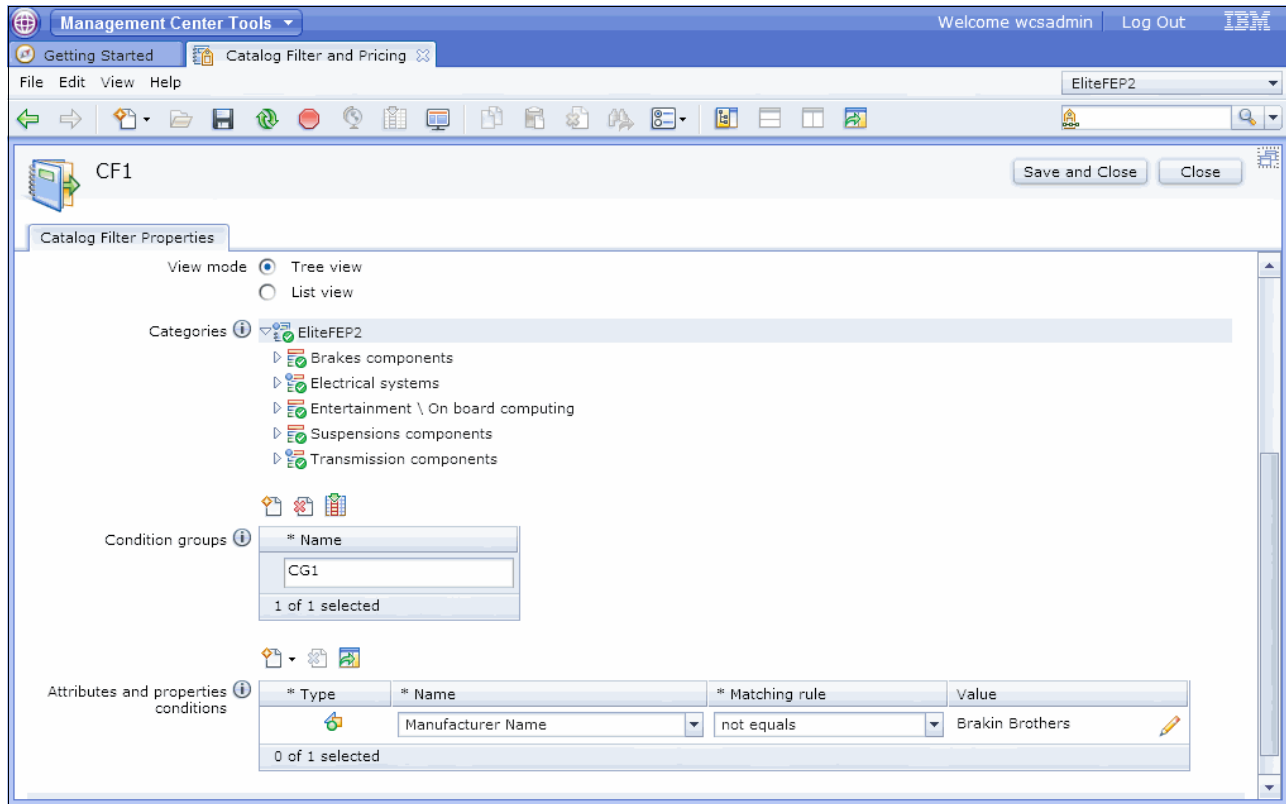 Management Center Tools Welcome wcsadmin Log Out IBM
Getting Started Catalog Filter and Pricing
File Edit View Help EliteFEP2
CF1 Save and Close Close
Catalog Filter Properties
View mode Tree view
List view
Categories EliteFEP2
Brakes components
Electrical systems
Entertainment \ On board computing
Suspensions components
Transmission components
Condition groups * Name
CG1
1 of 1 selected
Attributes and properties conditions * Type * Name * Matching rule Value
Manufacturer Name not equals Brakin Brothers
0 of 1 selected